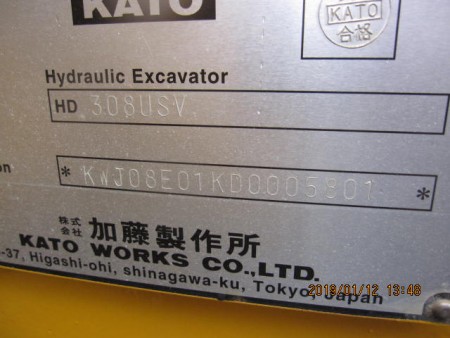 KATO
KATO
合格
Hydraulic Excavator
HD 308USV
on
* KWJ08E01KD0005301 *
株式会社 加藤製作所
KATO WORKS CO.,LTD.
-37, Higashi-ohi, shinagawa-ku, Tokyo, Japan
2019/01/12 13:46